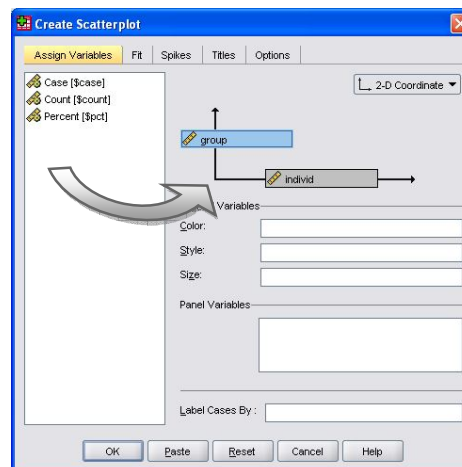 Create Scatterplot
Assign Variables Fit Spikes Titles Options
Case [$case]
Count [$count]
Percent [$pct]
2-D Coordinate
group
individ
Variables
Color:
Style:
Size:
Panel Variables
Label Cases By :
OK Paste Reset Cancel Help